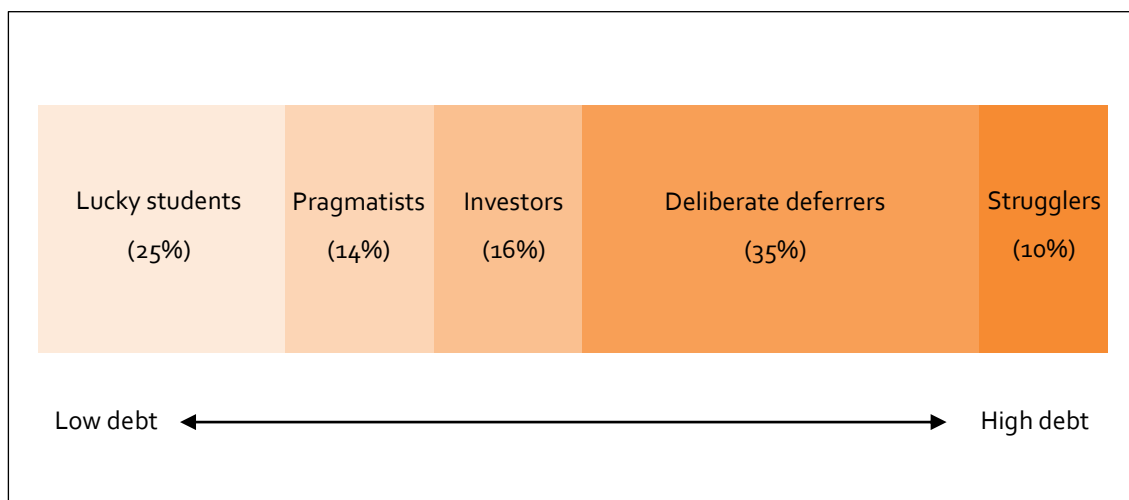 Lucky students
(25%)
Pragmatists
(14%)
Investors
(16%)
Deliberate deferrers
(35%)
Strugglers
(10%)
Low debt
High debt